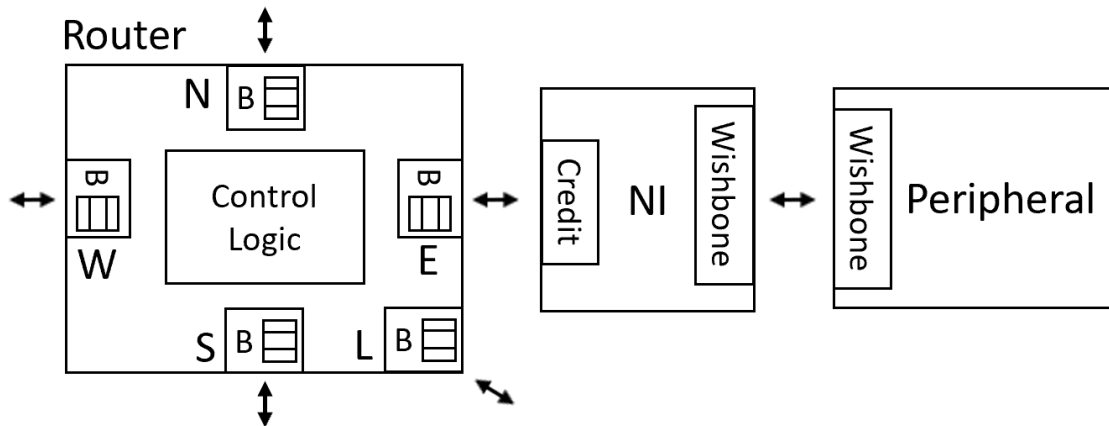 Router
N
B
B
W
Control
Logic
B
E
S
B
L
B
Credit
NI
Wishbone
Wishbone
Peripheral